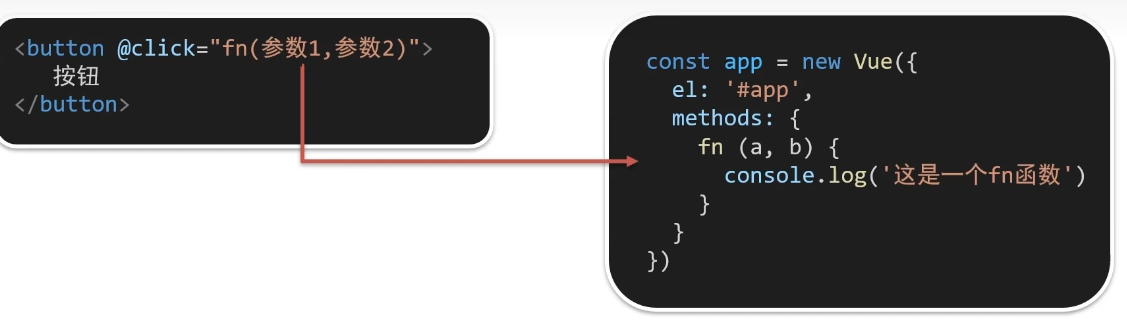 <button @click="fn(参数1,参数2)">
按钮
</button>
const app = new Vue({
el: '#app',
methods: {
fn (a, b) {
console.log('这是一个fn函数')
}
}
})